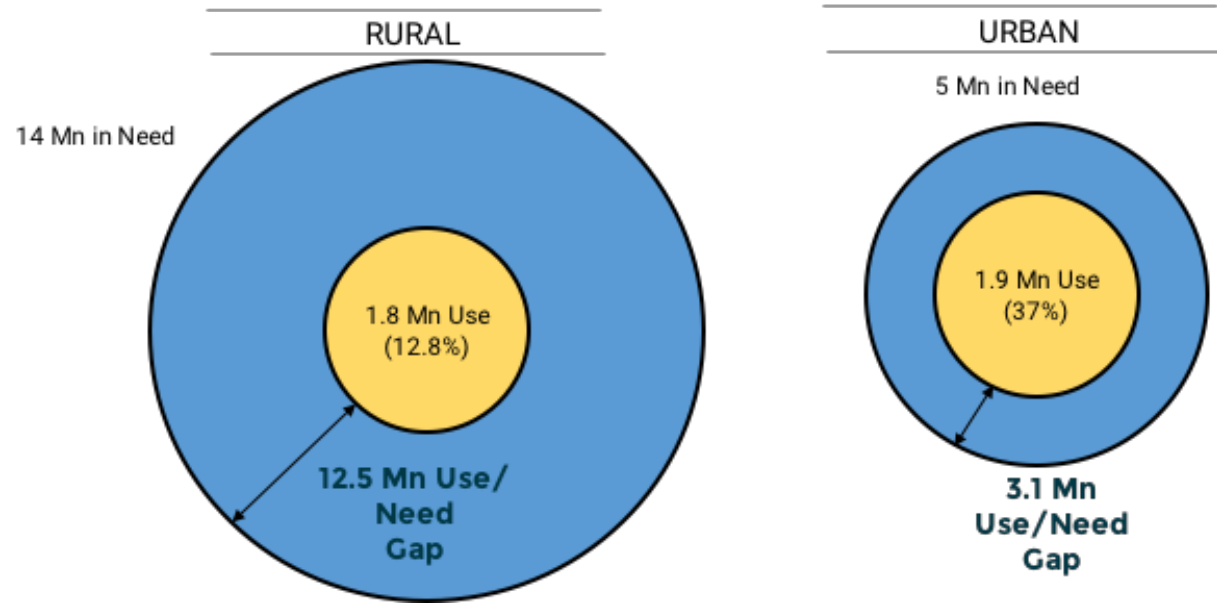 RURAL
14 Mn in Need
1.8 Mn Use
(12.8%)
12.5 Mn Use/
Need
Gap
URBAN
5 Mn in Need
1.9 Mn Use
(37%)
3.1 Mn
Use/Need
Gap